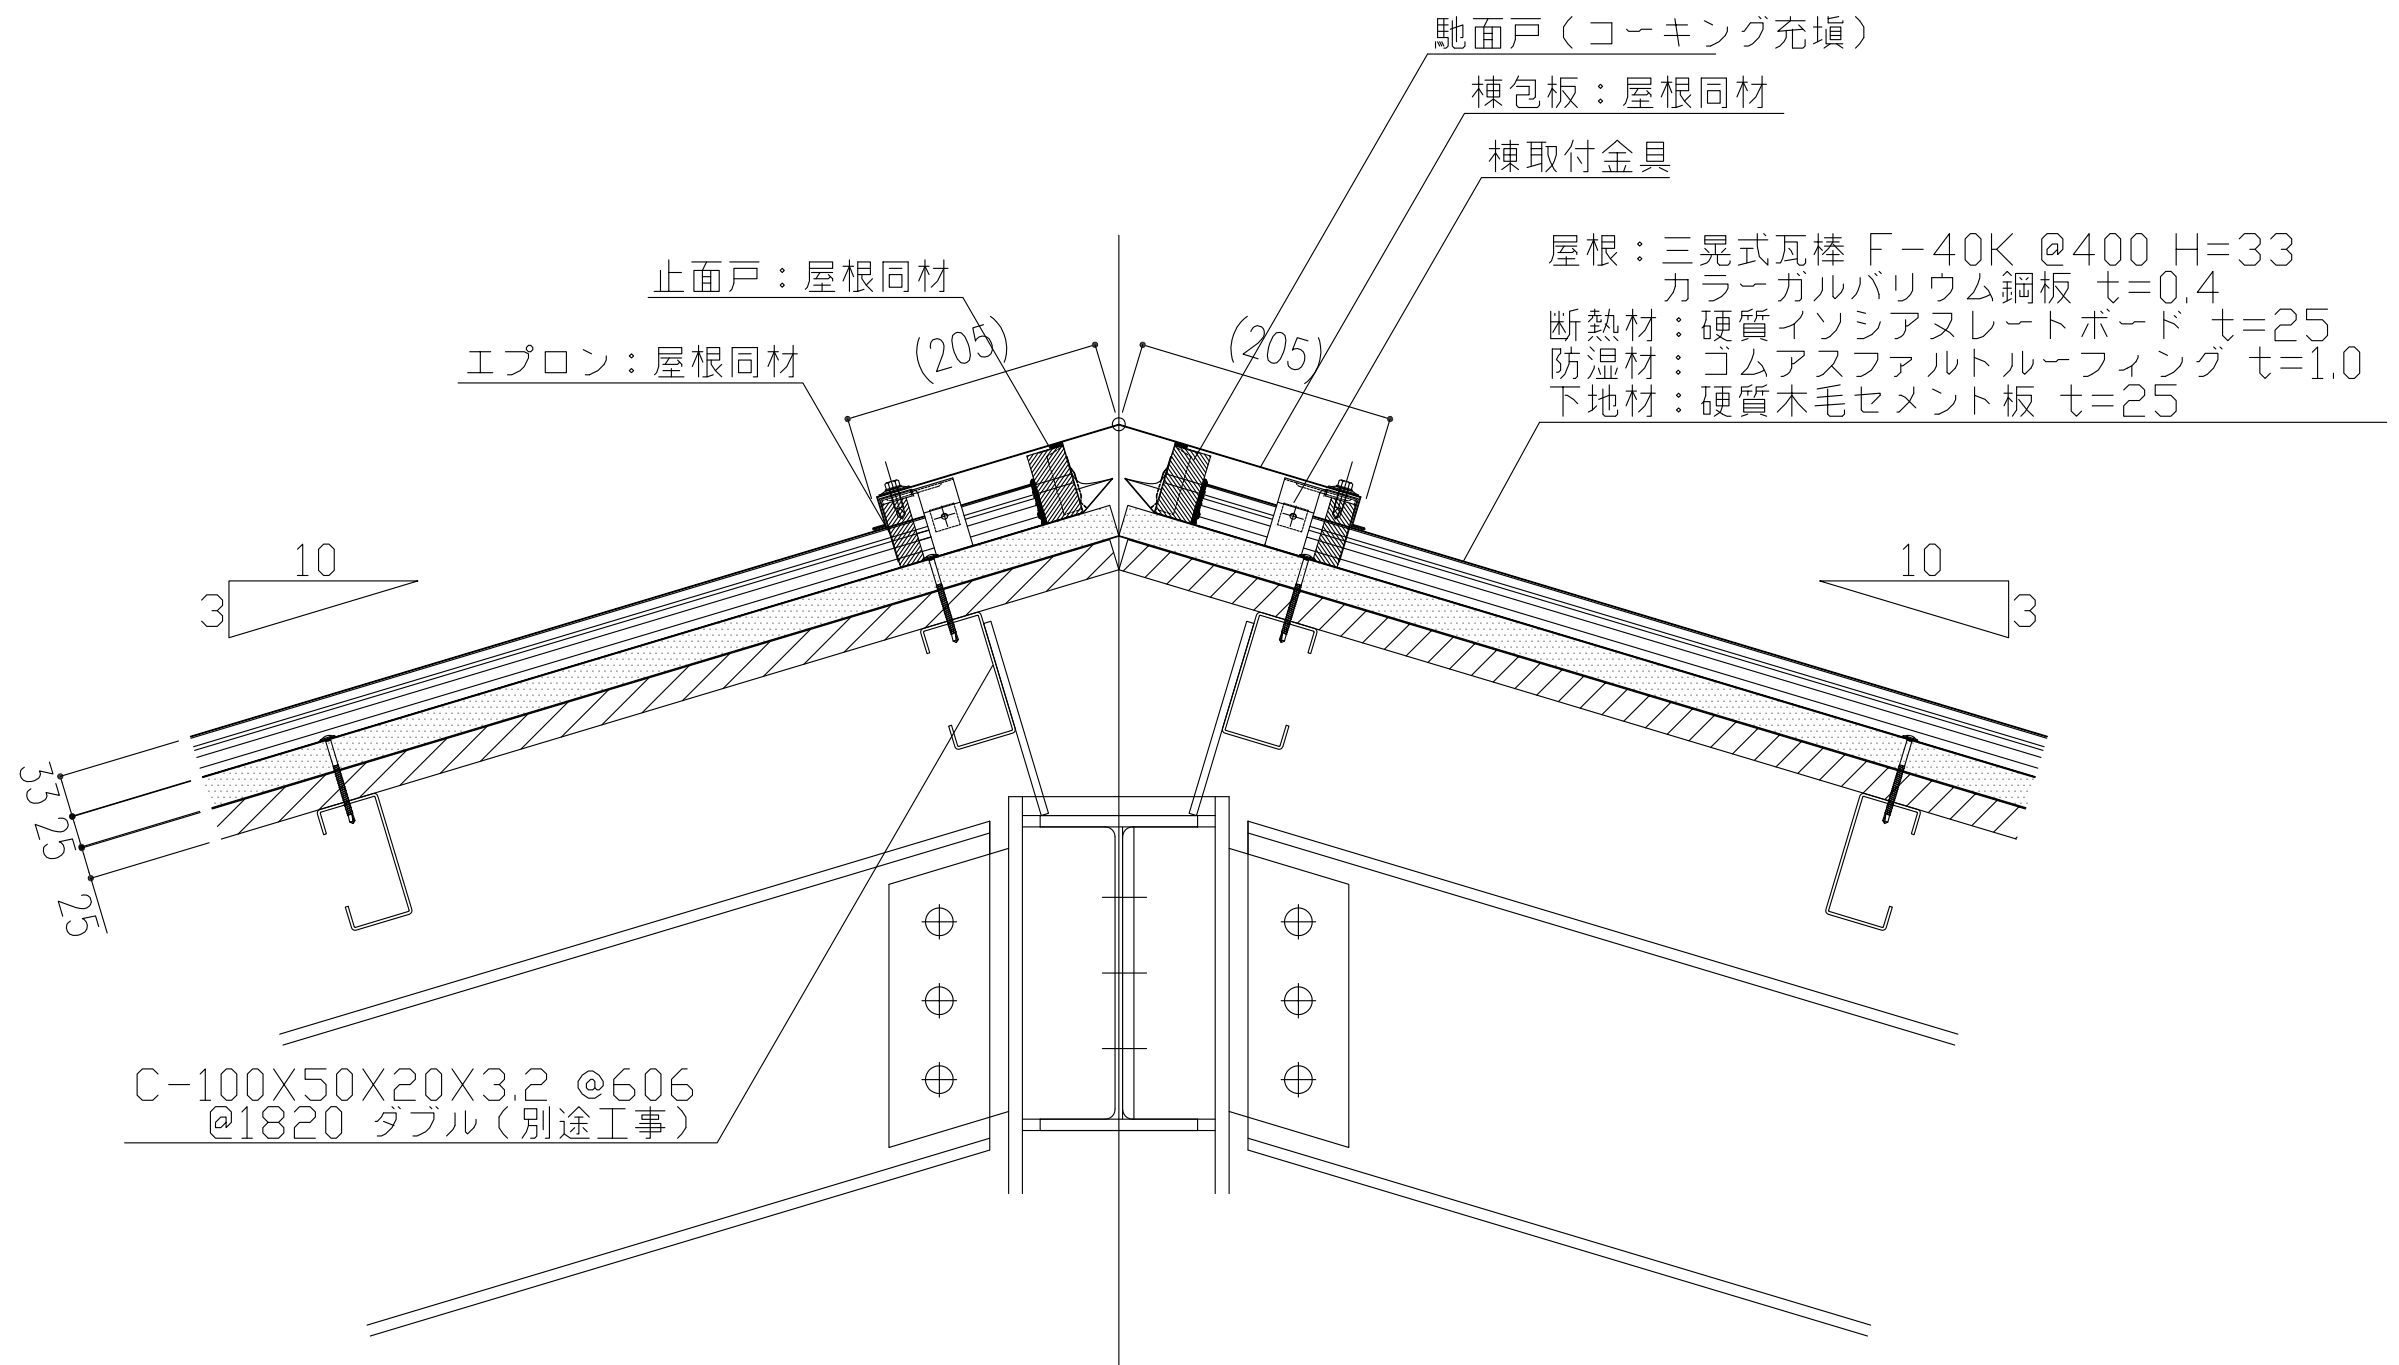 馳面戸（コーキング充塡）
棟包板：屋根同材
棟取付金具
屋根：三晃式瓦棒 F-40K @400 H=33
カラーガルバリウム鋼板 t=0.4
断熱材：硬質イソシアヌレートボード t=25
防湿材：ゴムアスファルトルーフィング t=1.0
下地材：硬質木毛セメント板 t=25
止面戸：屋根同材
エプロン：屋根同材
(205)
(205)
10
3
10
3
33
25
25
C-100X50X20X3.2 @606
@1820 ダブル（別途工事）